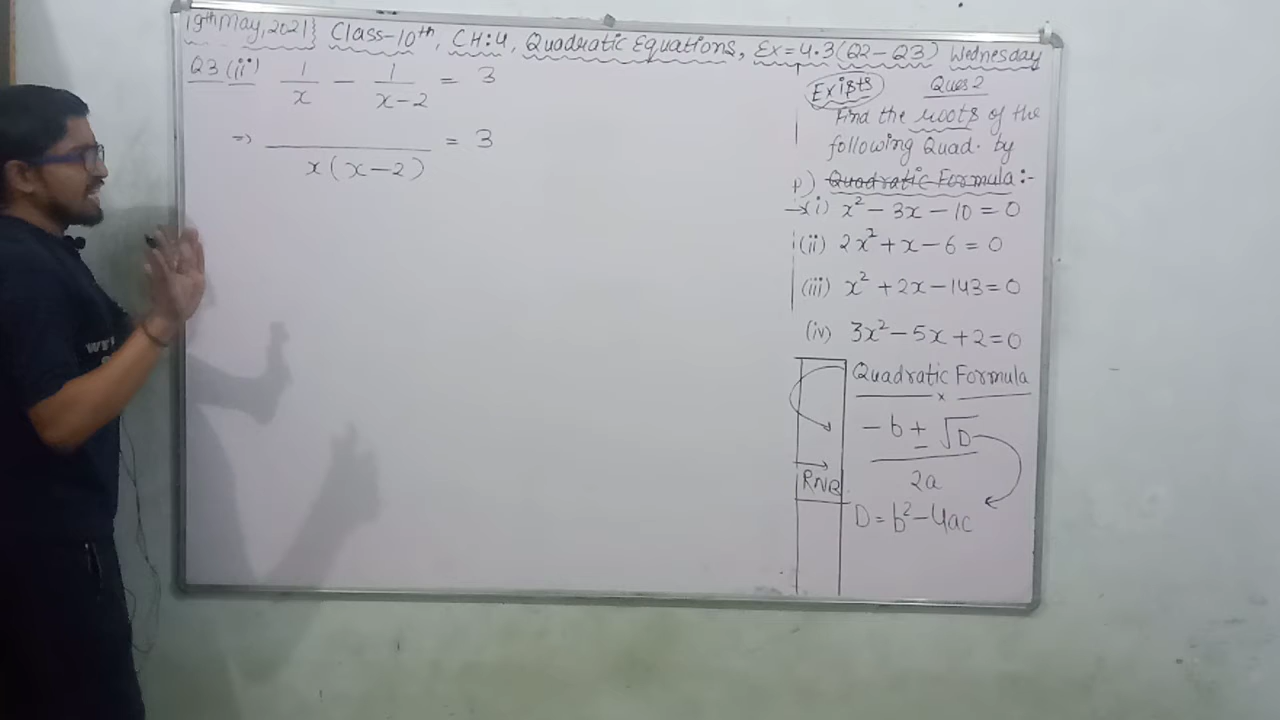 19th May, 2021} Class-10th, CH:4, Quadratic Equations, Ex=4.3(Q2-Q3) Wednesday
Q3 (ii) 1/x - 1/(x-2) = 3
⇒ x(x-2) = 3
Exists Ques 2
Find the roots of the
following Quad. by
Quadratic Formula:-
→(i) x² - 3x - 10 = 0
(ii) 2x² + x - 6 = 0
(iii) x² + 2x - 143 = 0
(iv) 3x² - 5x + 2 = 0
Quadratic Formula
-b ± √D
2a
RNB
D = b² - 4ac